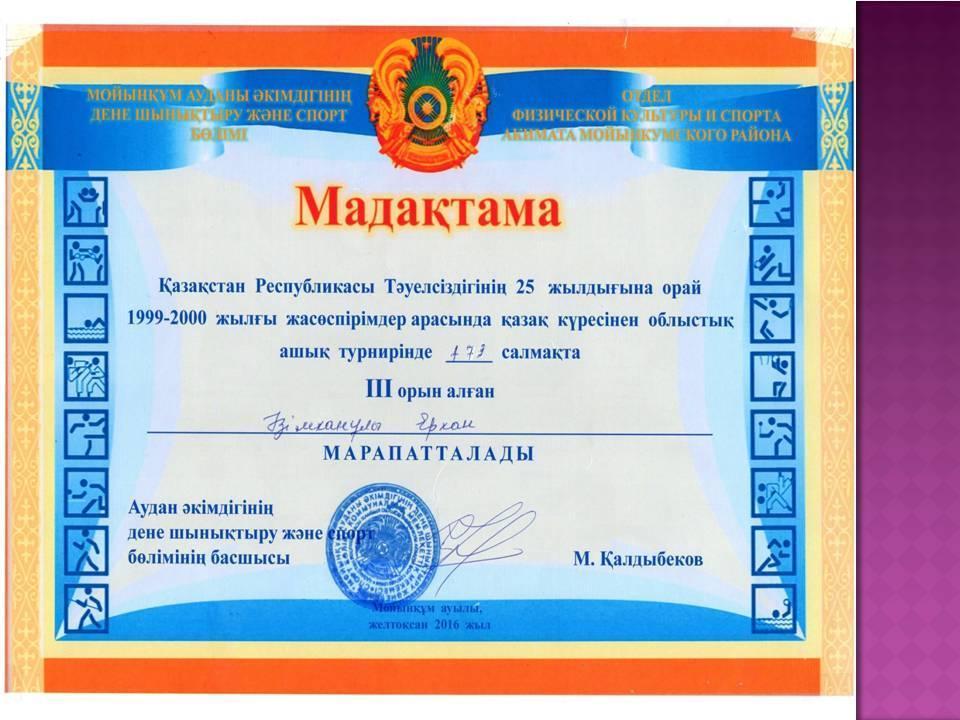 МОЙЫНҚҰМ АУДАНЫ ӘКІМДІГІНІҢ
ДЕНЕ ШЫНЫҚТЫРУ ЖӘНЕ СПОРТ
БӨЛІМІ
ОТДЕЛ
ФИЗИЧЕСКОЙ КУЛЬТУРЫ И СПОРТА
АКИМАТА МОЙЫНКУМСКОГО РАЙОНА
Мадақтама
Қазақстан Республикасы Тәуелсіздігінің 25 жылдығына орай
1999-2000 жылғы жасөспірімдер арасында қазақ күресінен облыстық
ашық турнирінде +73 салмақта
III орын алған
Әзімханұлы Ерхан
МАРАПАТТАЛАДЫ
Аудан әкімдігінің
дене шынықтыру және спорт
бөлімінің басшысы
М. Қалдыбеков
Мойынқұм ауылы,
желтоқсан 2016 жыл